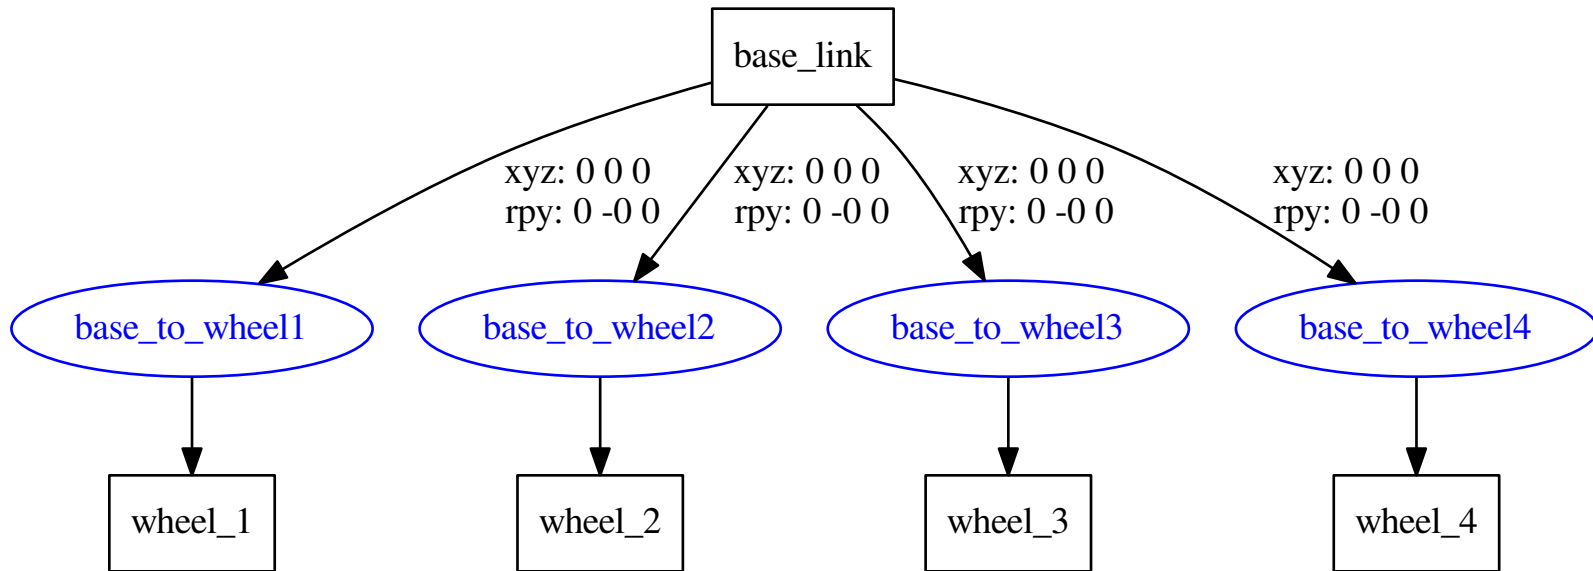 base_link
xyz: 0 0 0
rpy: 0 -0 0
xyz: 0 0 0
rpy: 0 -0 0
xyz: 0 0 0
rpy: 0 -0 0
xyz: 0 0 0
rpy: 0 -0 0
base_to_wheel1
base_to_wheel2
base_to_wheel3
base_to_wheel4
wheel_1
wheel_2
wheel_3
wheel_4